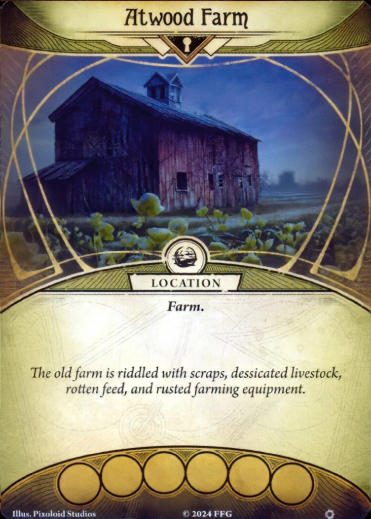 Atwood Farm
LOCATION
Farm.
The old farm is riddled with scraps, dessicated livestock,
rotten feed, and rusted farming equipment.
Illus. Pixoloid Studios © 2024 FFG